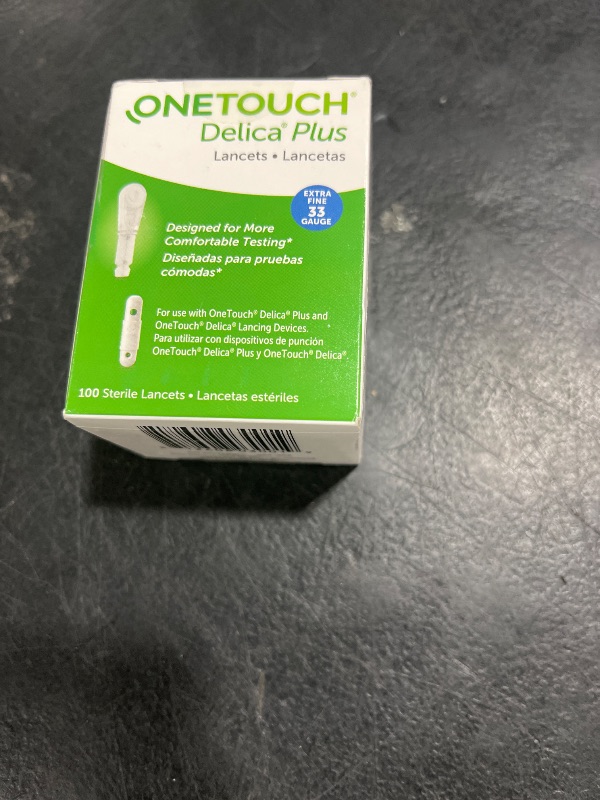 ONETOUCH®
Delica® Plus
Lancets • Lancetas
EXTRA
FINE
33
GAUGE
Designed for More
Comfortable Testing*
Diseñadas para pruebas
cómodas*
For use with OneTouch® Delica® Plus and
OneTouch® Delica® Lancing Devices.
Para utilizar con dispositivos de punción
OneTouch® Delica® Plus y OneTouch® Delica®.
100 Sterile Lancets • Lancetas estériles